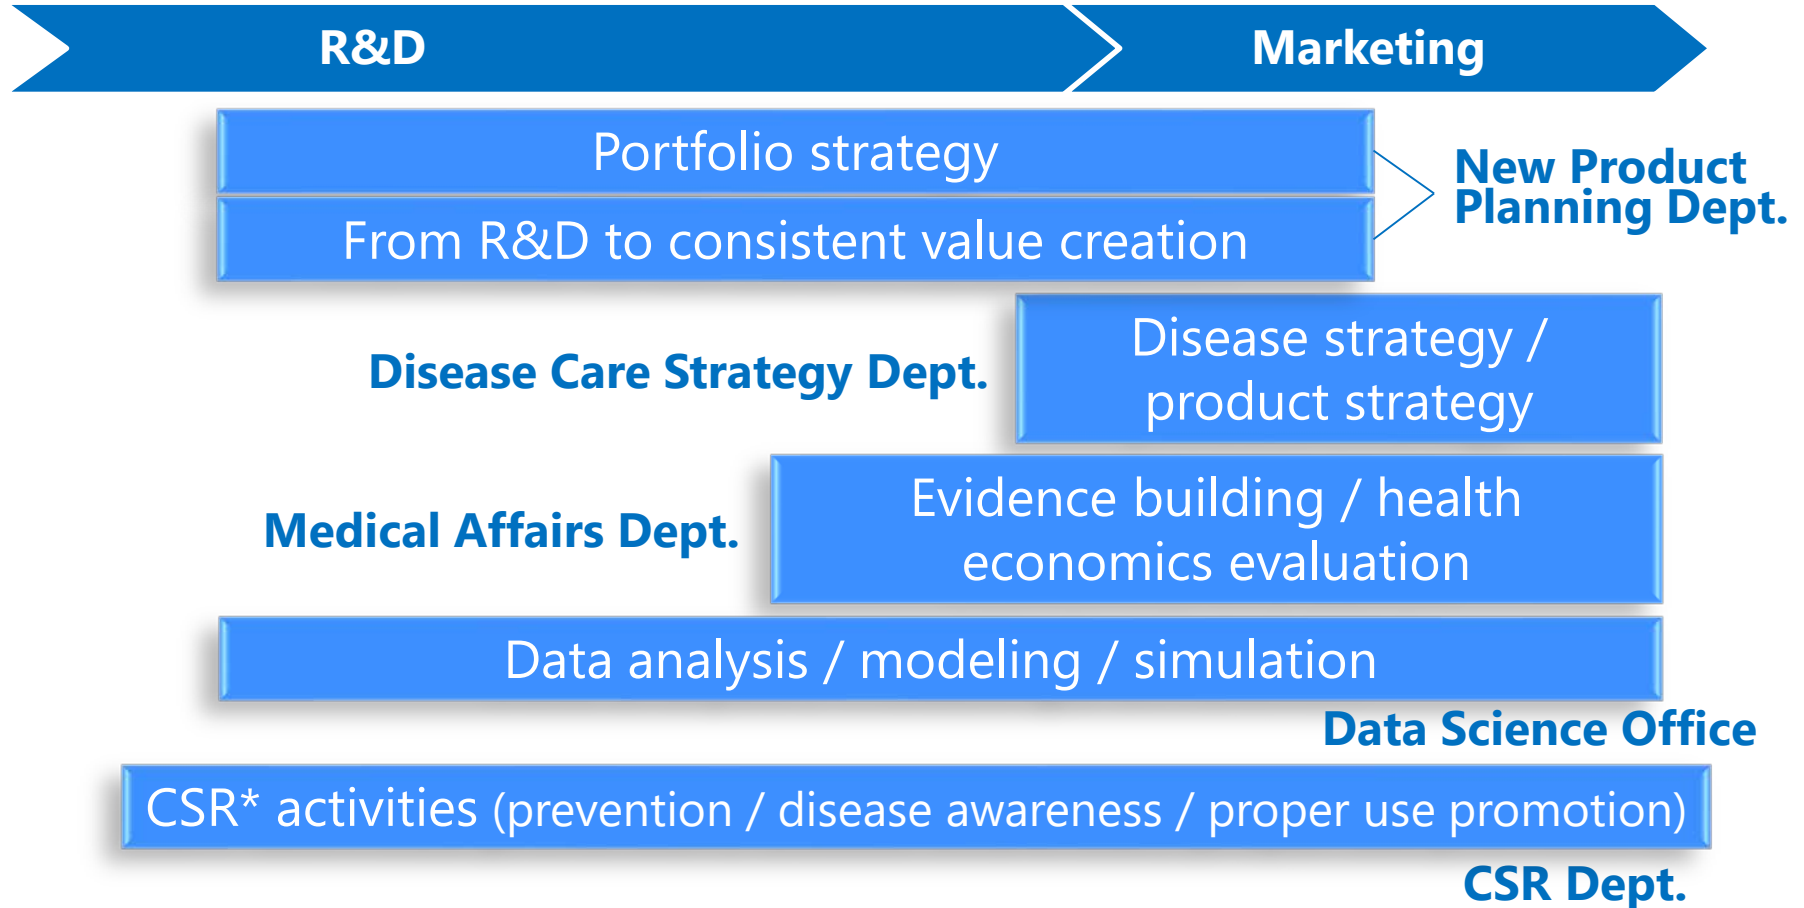 R&D
Marketing
Portfolio strategy
New Product
Planning Dept.
From R&D to consistent value creation
Disease Care Strategy Dept.
Disease strategy /
product strategy
Medical Affairs Dept.
Evidence building / health
economics evaluation
Data analysis / modeling / simulation
Data Science Office
CSR* activities (prevention / disease awareness / proper use promotion)
CSR Dept.